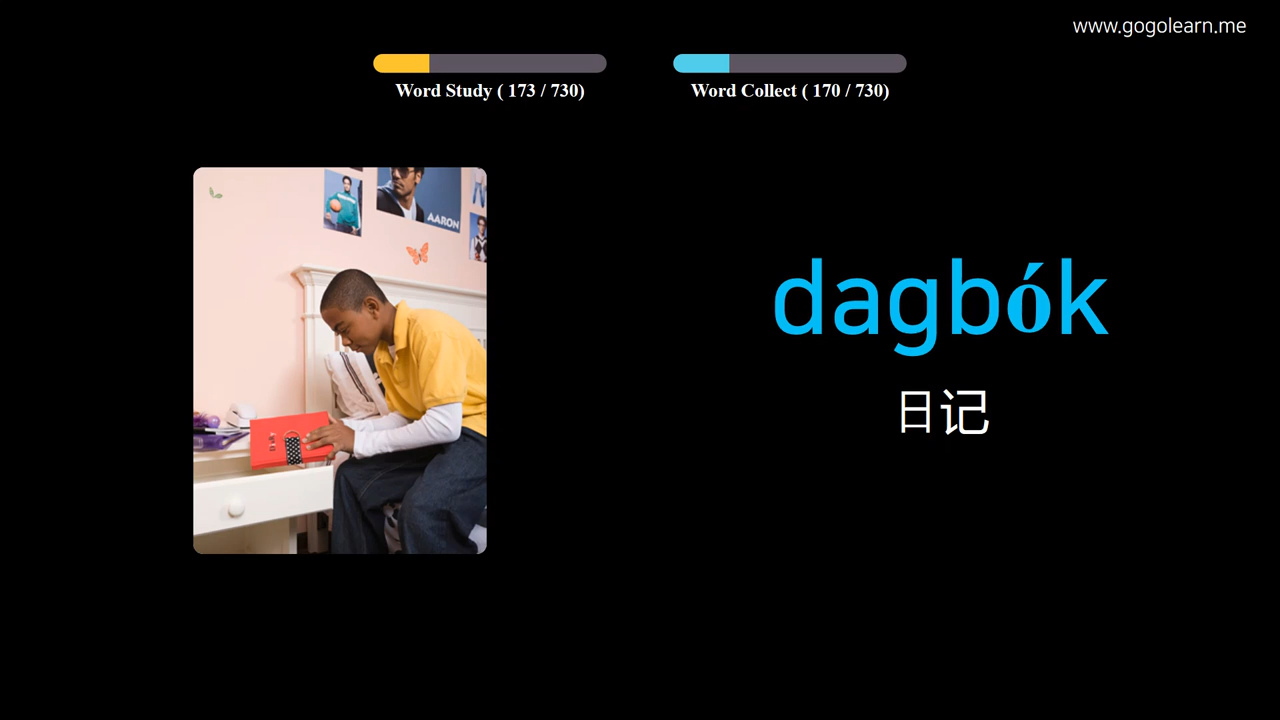 www.gogolearn.me
Word Study ( 173 / 730)
Word Collect ( 170 / 730)
AARON
dagbók
日记